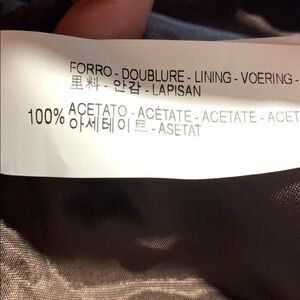 FORRO - DOUBLURE - LINING - VOERING -
里料 - 안감 - LAPISAN
100% ACETATO - ACÉTATE - ACETATE - ACET
아세테이트 - ASETAT